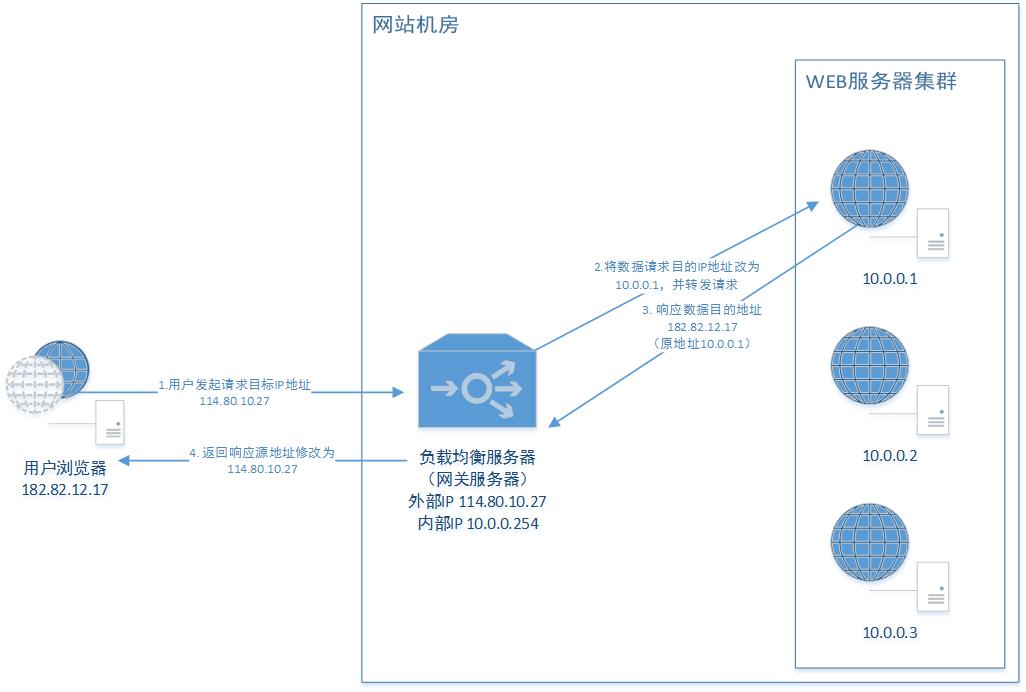 网站机房
WEB服务器集群
10.0.0.1
10.0.0.2
10.0.0.3
2.将数据请求目的IP地址改为
10.0.0.1，并转发请求
3. 响应数据目的地址
182.82.12.17
（原地址10.0.0.1）
1.用户发起请求目标IP地址
114.80.10.27
4. 返回响应源地址修改为
114.80.10.27
用户浏览器
182.82.12.17
负载均衡服务器
（网关服务器）
外部IP 114.80.10.27
内部IP 10.0.0.254